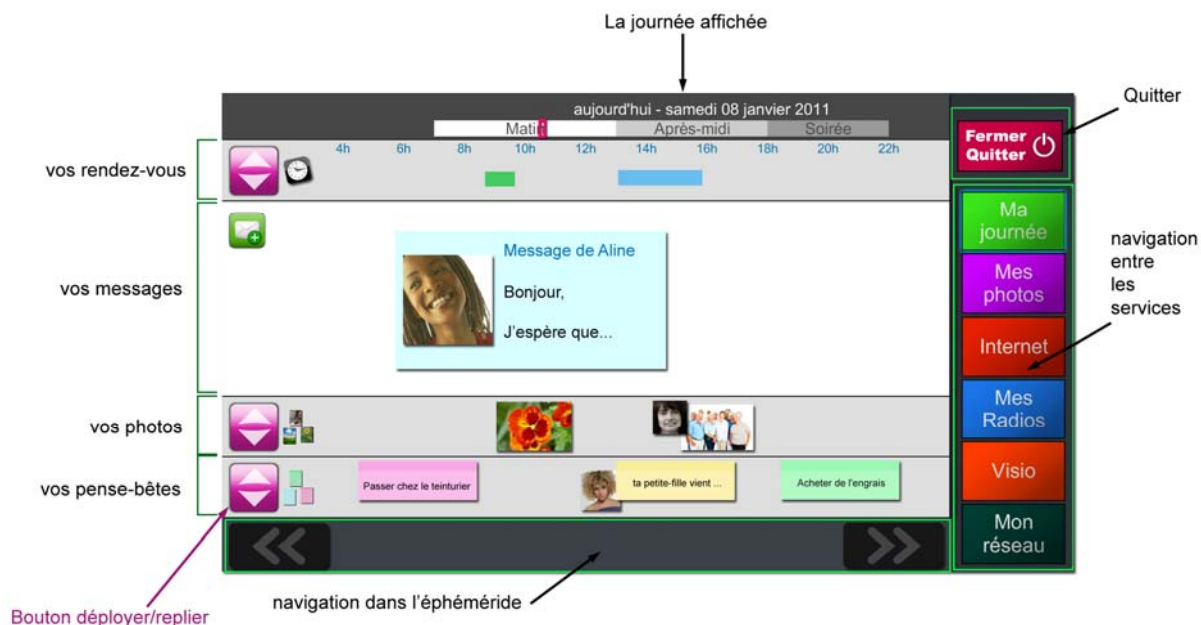 La journée affichée
aujourd'hui - samedi 08 janvier 2011
Matin Après-midi Soirée
Quitter
Fermer
Quitter
vos rendez-vous
4h 6h 8h 10h 12h 14h 16h 18h 20h 22h
Ma
journée
navigation
entre
les
services
vos messages
Message de Aline
Bonjour,
J'espère que...
Mes
photos
Internet
Mes
Radios
vos photos
vos pense-bêtes
Passer chez le teinturier
ta petite-fille vient ...
Acheter de l'engrais
Visio
Mon
réseau
navigation dans l'éphéméride
Bouton déployer/replier